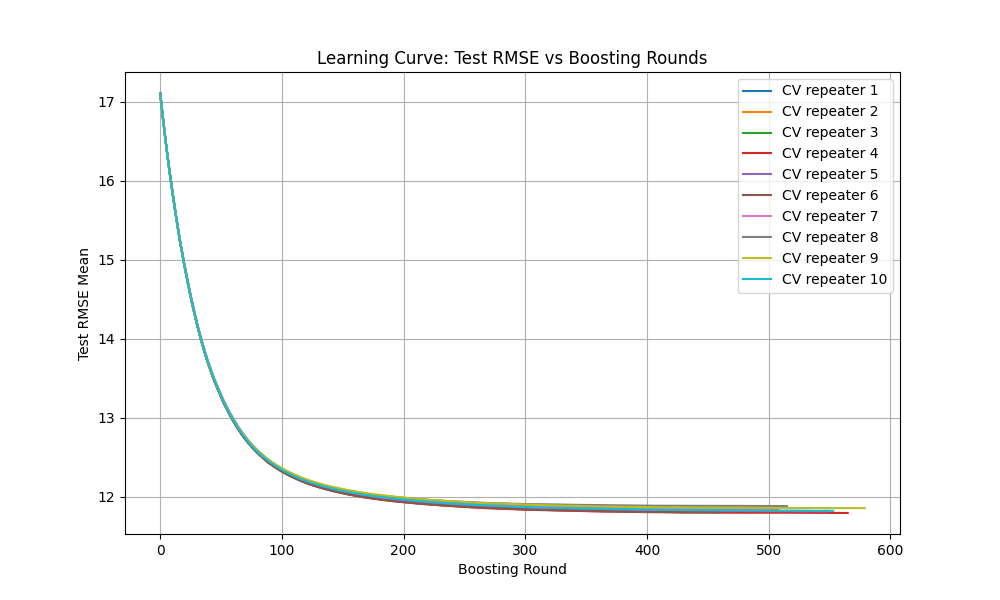 Learning Curve: Test RMSE vs Boosting Rounds
CV repeater 1
CV repeater 2
CV repeater 3
CV repeater 4
CV repeater 5
CV repeater 6
CV repeater 7
CV repeater 8
CV repeater 9
CV repeater 10
Test RMSE Mean
17
16
15
14
13
12
0 100 200 300 400 500 600
Boosting Round